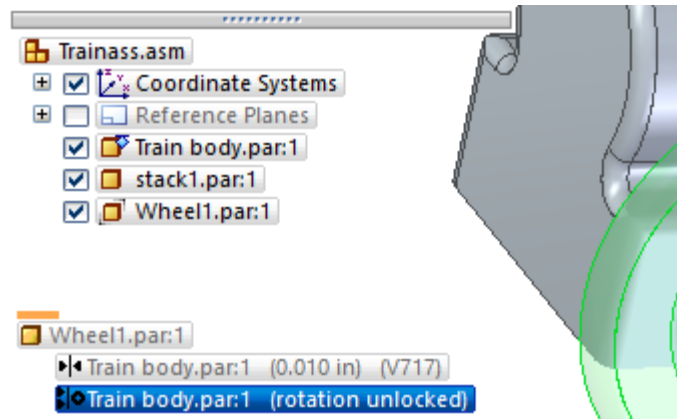 Trainass.asm
Coordinate Systems
Reference Planes
Train body.par:1
stack1.par:1
Wheel1.par:1
Wheel1.par:1
Train body.par:1 (0.010 in) (V717)
Train body.par:1 (rotation unlocked)